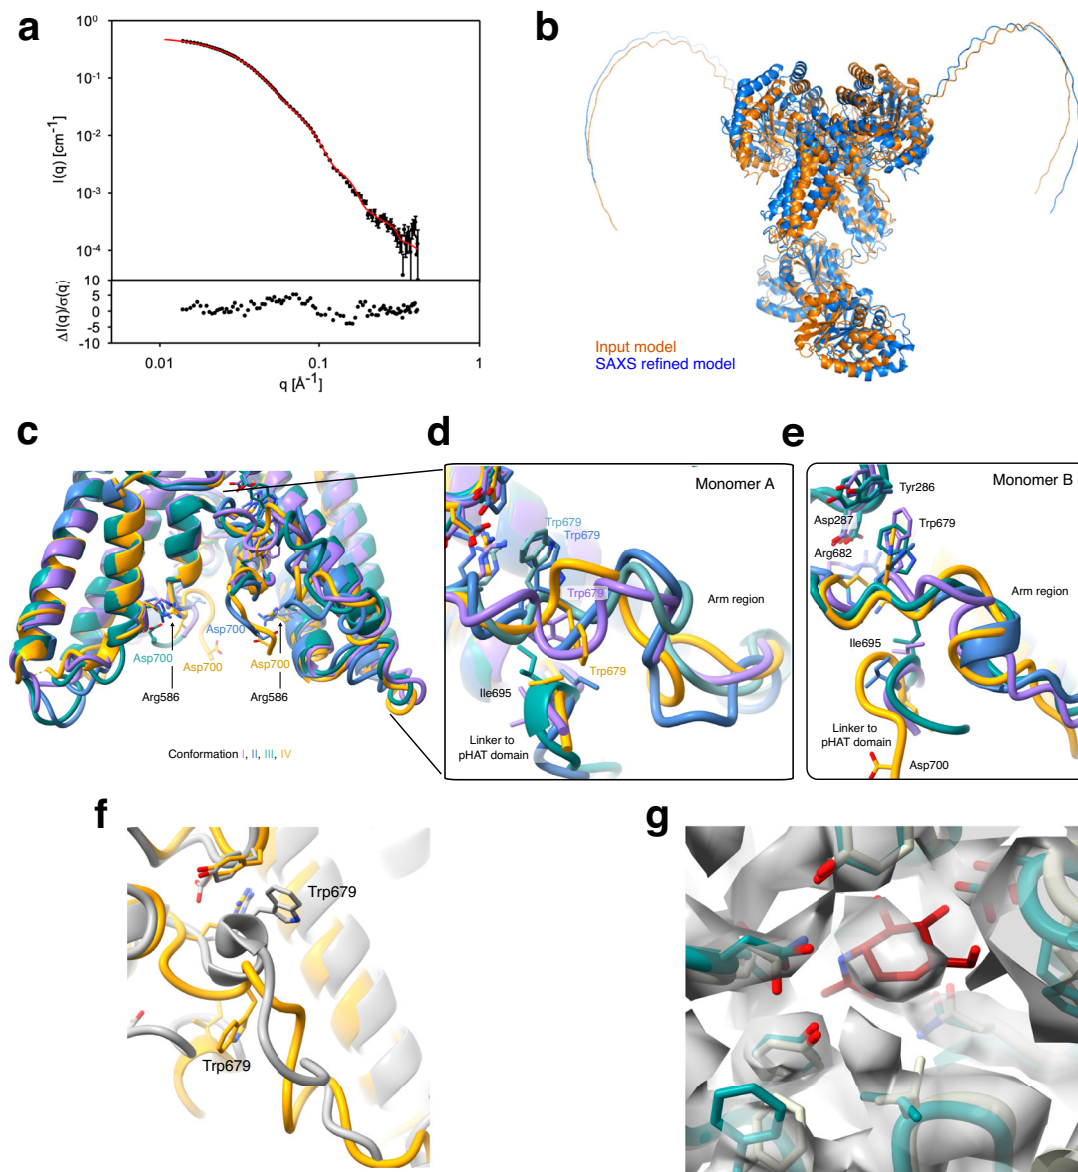 a
10⁰
10⁻¹
10⁻²
10⁻³
10⁻⁴
I(q) [cm⁻¹]
10
5
0
-5
-10
ΔI(q)/σ(q)
0.01
0.1
1
q [Å⁻¹]
b
Input model
SAXS refined model
c
Asp700
Asp700
Asp700
Asp700
Arg586
Arg586
Conformation I, II, III, IV
d
Monomer A
Trp679
Trp679
Trp679
Arm region
Trp679
Ile695
Linker to
pHAT domain
e
Monomer B
Tyr286
Asp287
Trp679
Arg682
Arm region
Ile695
Linker to
pHAT domain
Asp700
f
Trp679
Trp679
g